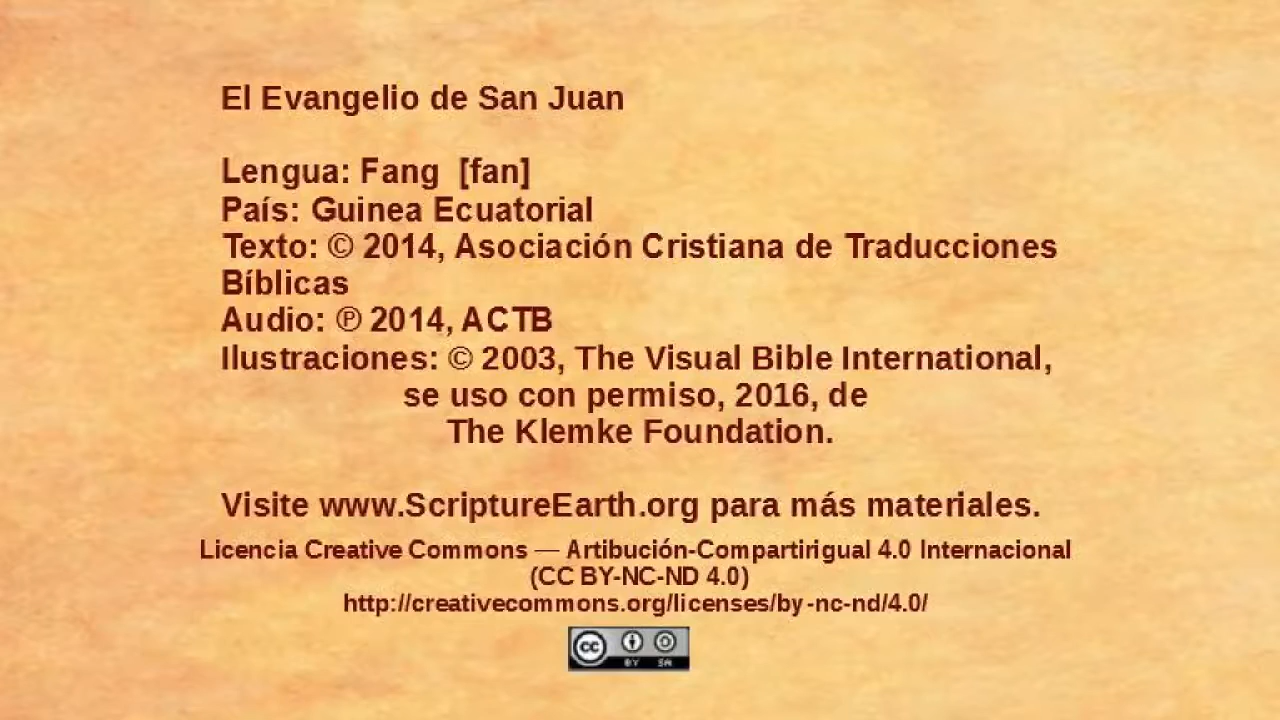 El Evangelio de San Juan
Lengua: Fang [fan]
País: Guinea Ecuatorial
Texto: © 2014, Asociación Cristiana de Traducciones
Bíblicas
Audio: ℗ 2014, ACTB
Ilustraciones: © 2003, The Visual Bible International,
se uso con permiso, 2016, de
The Klemke Foundation.
Visite www.ScriptureEarth.org para más materiales.
Licencia Creative Commons — Artibución-Compartirigual 4.0 Internacional
(CC BY-NC-ND 4.0)
http://creativecommons.org/licenses/by-nc-nd/4.0/
cc BY SA